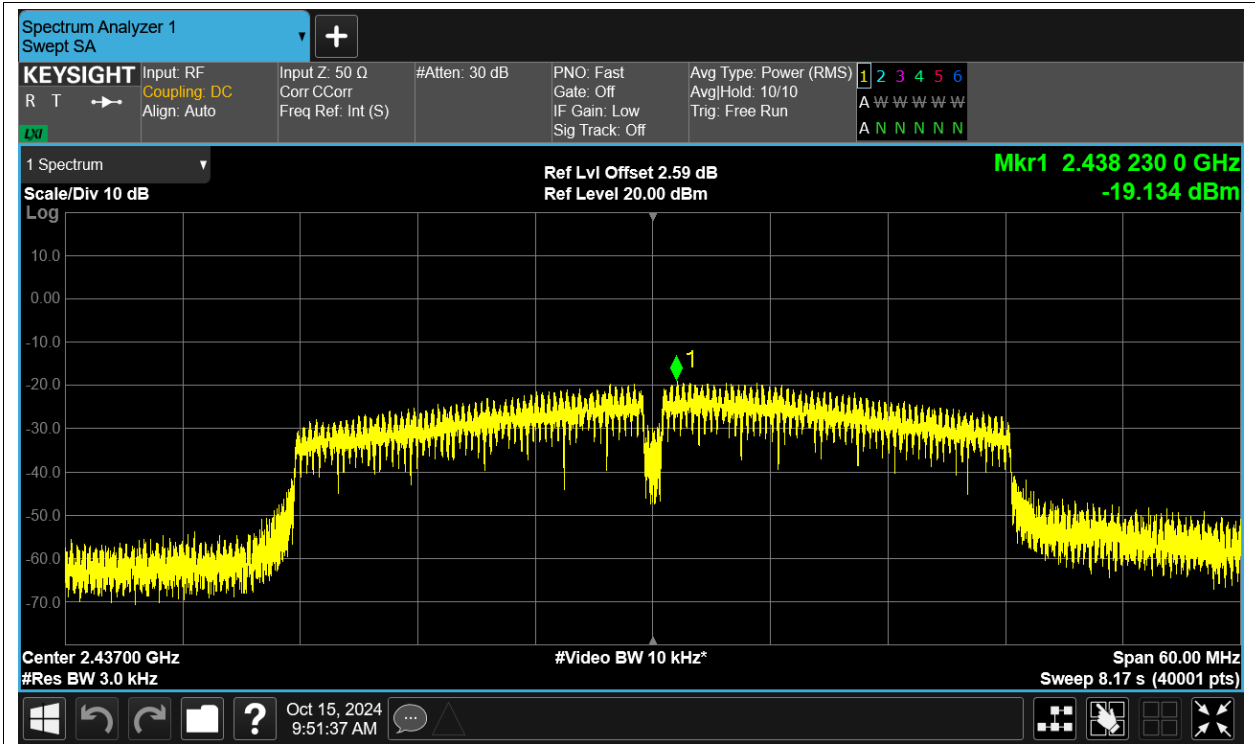 Spectrum Analyzer 1
Swept SA
+
KEYSIGHT Input: RF Input Z: 50 Ω #Atten: 30 dB PNO: Fast Avg Type: Power (RMS) 1 2 3 4 5 6
R T Coupling: DC Corr CCorr Gate: Off Avg|Hold: 10/10 A W W W W W
Align: Auto Freq Ref: Int (S) IF Gain: Low Trig: Free Run
LXI Sig Track: Off A N N N N N
1 Spectrum Ref Lvl Offset 2.59 dB Mkr1 2.438 230 0 GHz
Scale/Div 10 dB Ref Level 20.00 dBm -19.134 dBm
Log
10.0
0.00
-10.0
1
-20.0
-30.0
-40.0
-50.0
-60.0
-70.0
Center 2.43700 GHz #Video BW 10 kHz* Span 60.00 MHz
#Res BW 3.0 kHz Sweep 8.17 s (40001 pts)
? Oct 15, 2024
9:51:37 AM